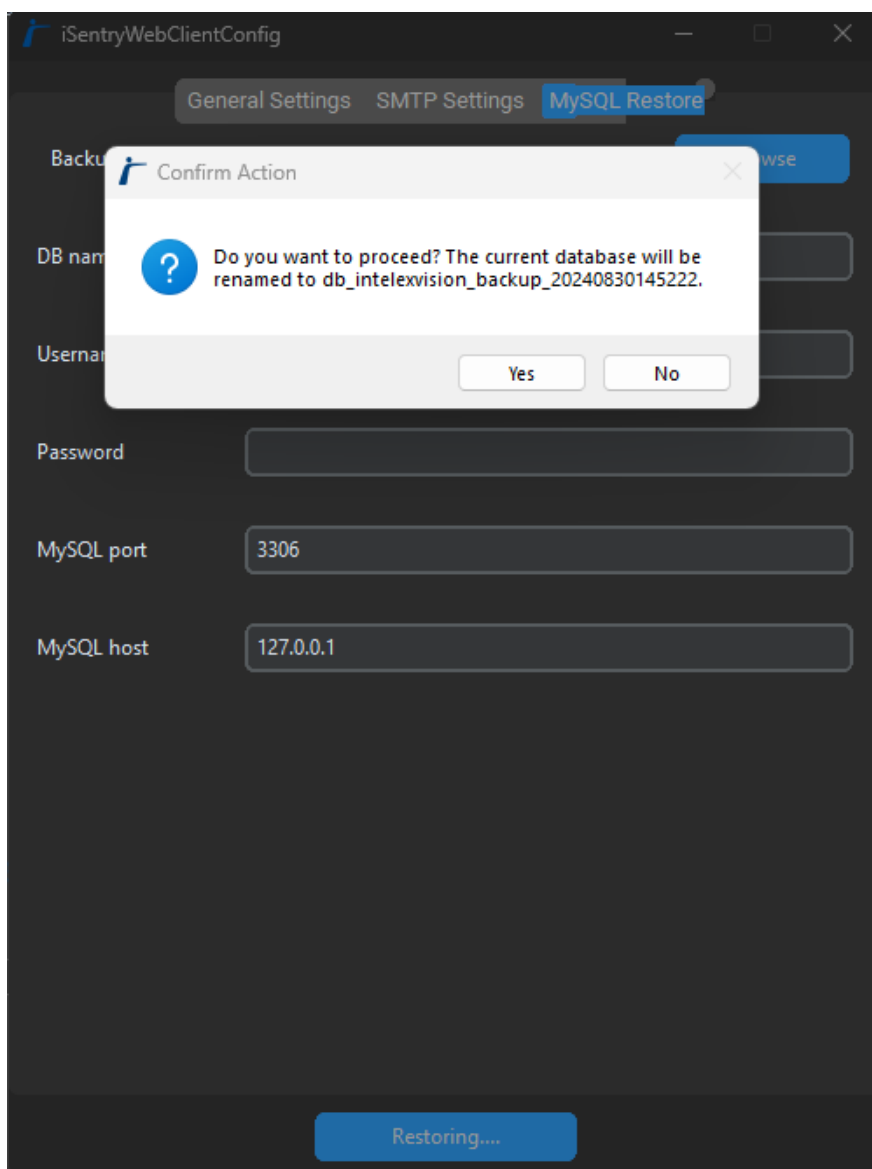 iSentryWebClientConfig
General Settings SMTP Settings MySQL Restore
Confirm Action
Do you want to proceed? The current database will be
renamed to db_intelexvision_backup_20240830145222.
Yes No
Password
MySQL port 3306
MySQL host 127.0.0.1
Restoring....